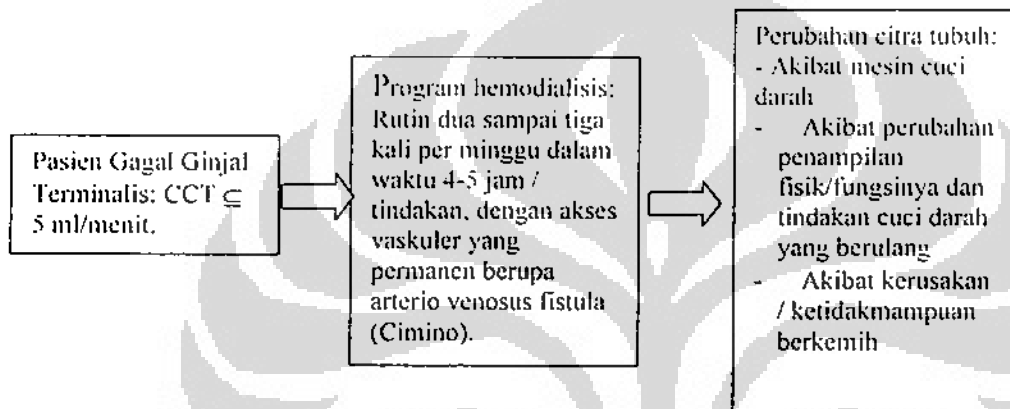 Pasien Gagal Ginjal
Terminalis: CCT ⊆
5 ml/menit.
Program hemodialisis:
Rutin dua sampai tiga
kali per minggu dalam
waktu 4-5 jam /
tindakan, dengan akses
vaskuler yang
permanen berupa
arterio venosus fistula
(Cimino).
Perubahan citra tubuh:
- Akibat mesin cuci
darah
- Akibat perubahan
penampilan
fisik/fungsinya dan
tindakan cuci darah
yang berulang
- Akibat kerusakan
/ ketidakmampuan
berkemih